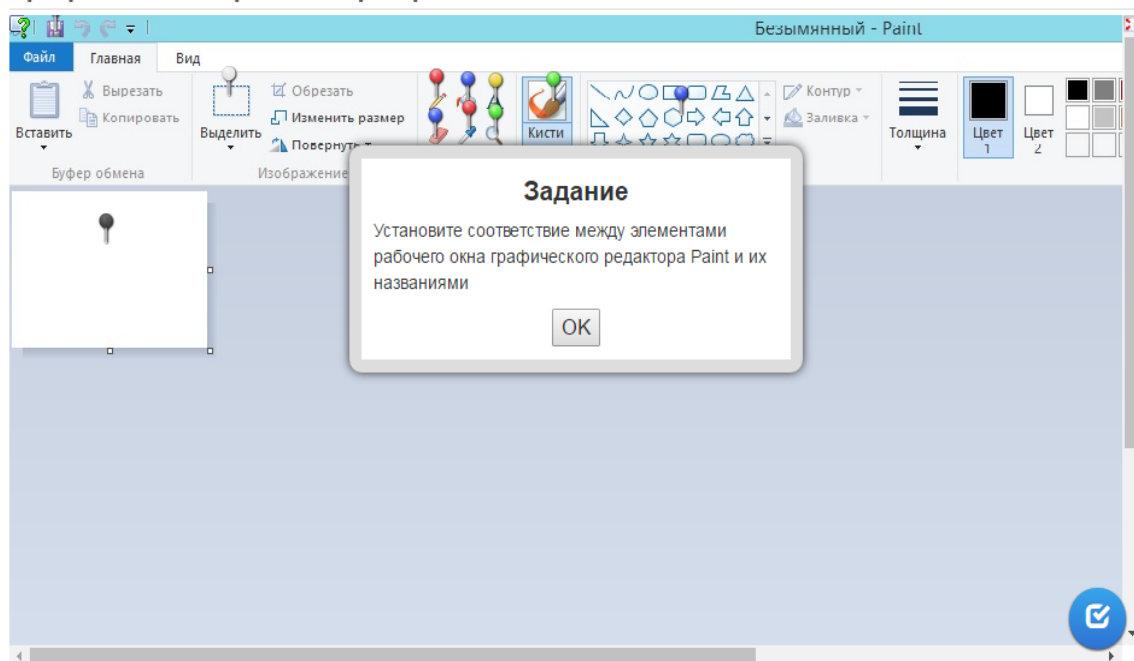 Безымянный - Paint
Файл Главная Вид
Вставить
Вырезать
Копировать
Буфер обмена
Выделить
Обрезать
Изменить размер
Повернуть
Изображение
Кисти
Контур
Заливка
Толщина
Цвет
1
Цвет
2
Задание
Установите соответствие между элементами
рабочего окна графического редактора Paint и их
названиями
OK